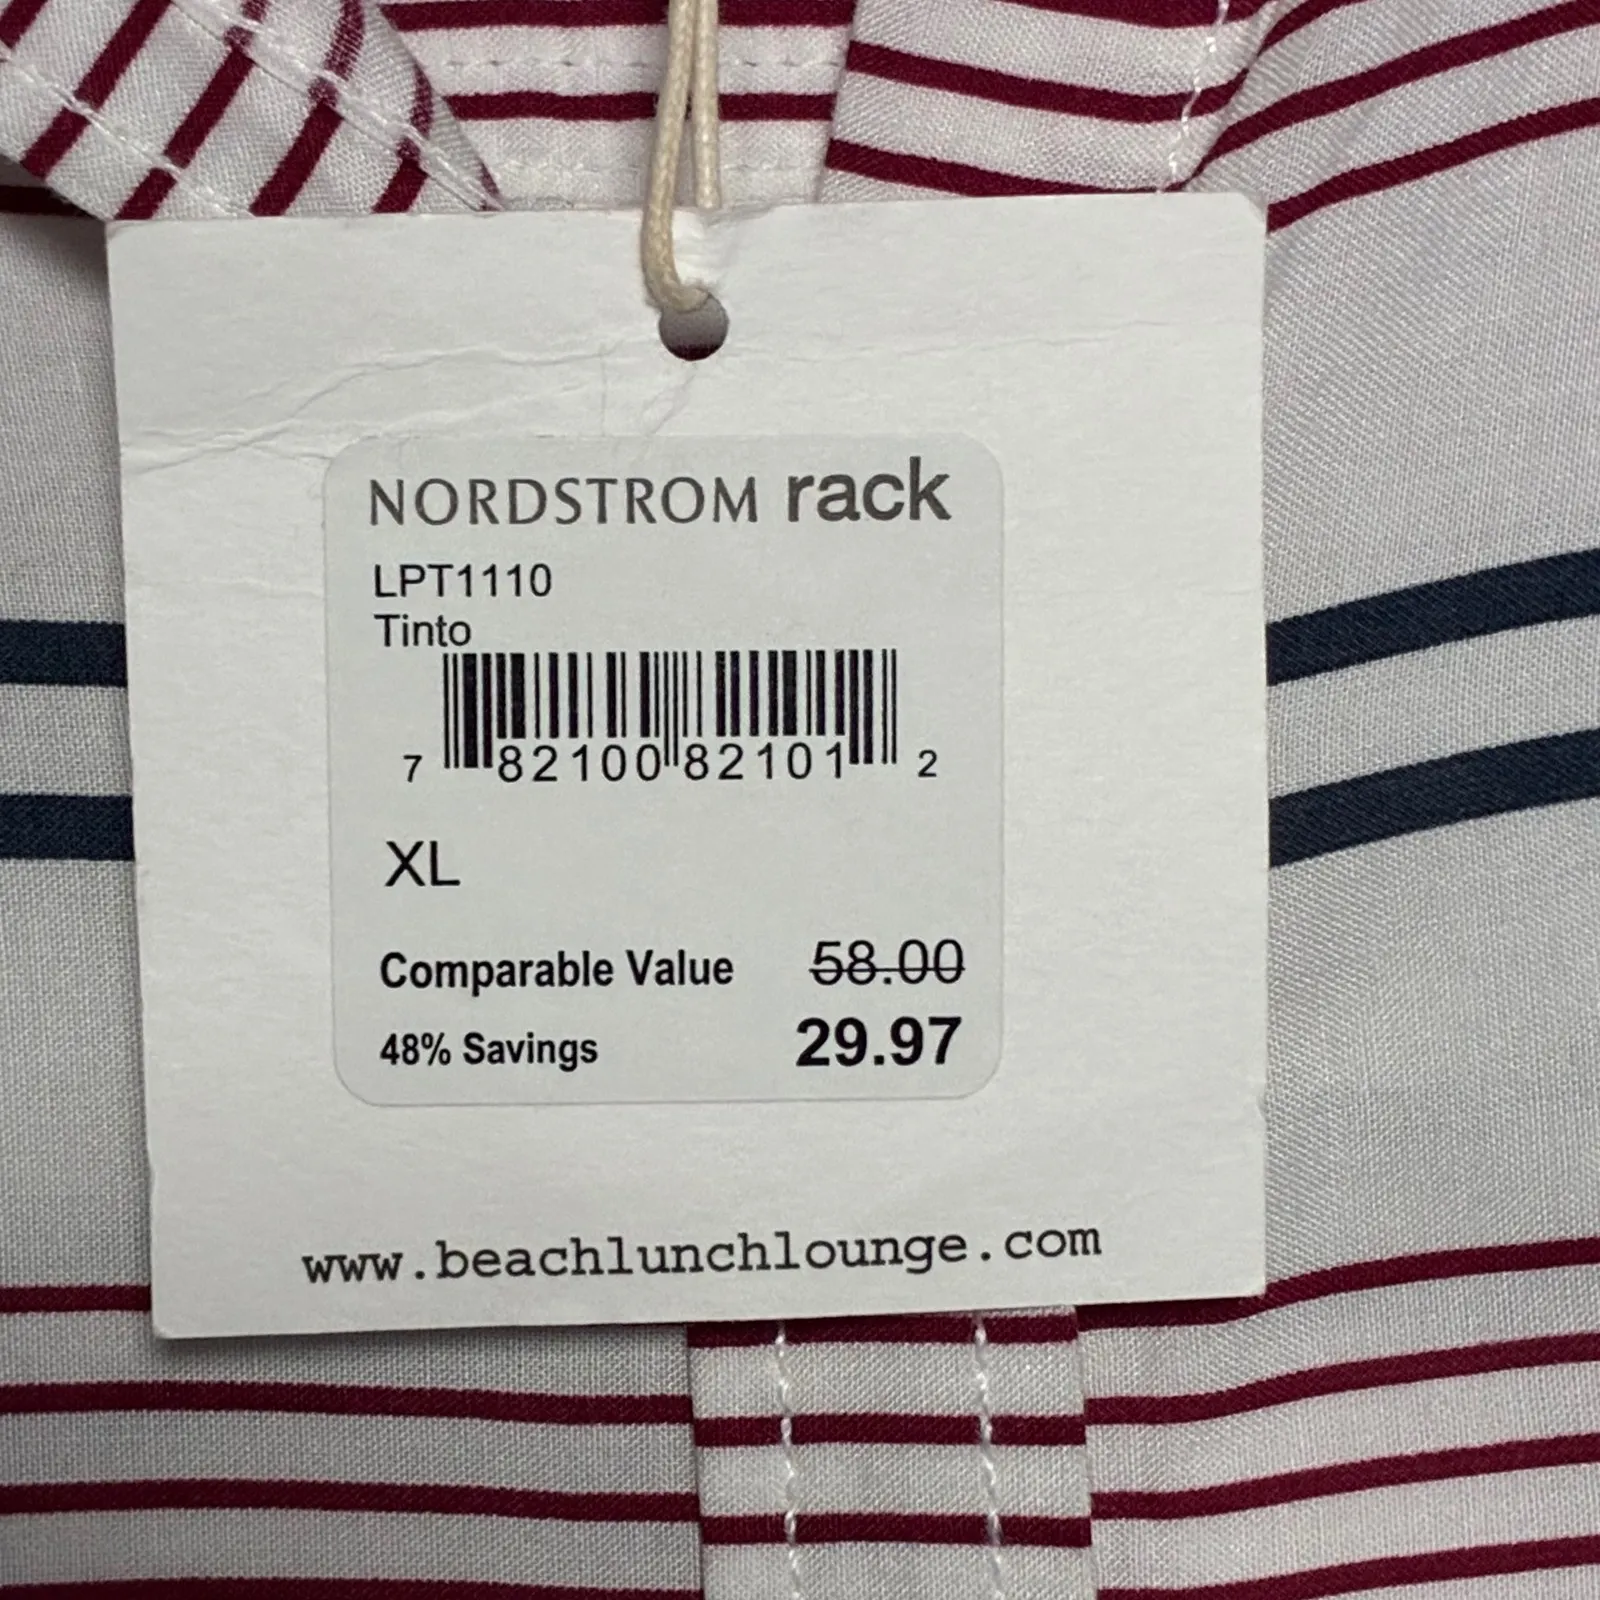 NORDSTROM rack
LPT1110
Tinto
7 82100 82101 2
XL
Comparable Value 58.00
48% Savings 29.97
www.beachlunchlounge.com